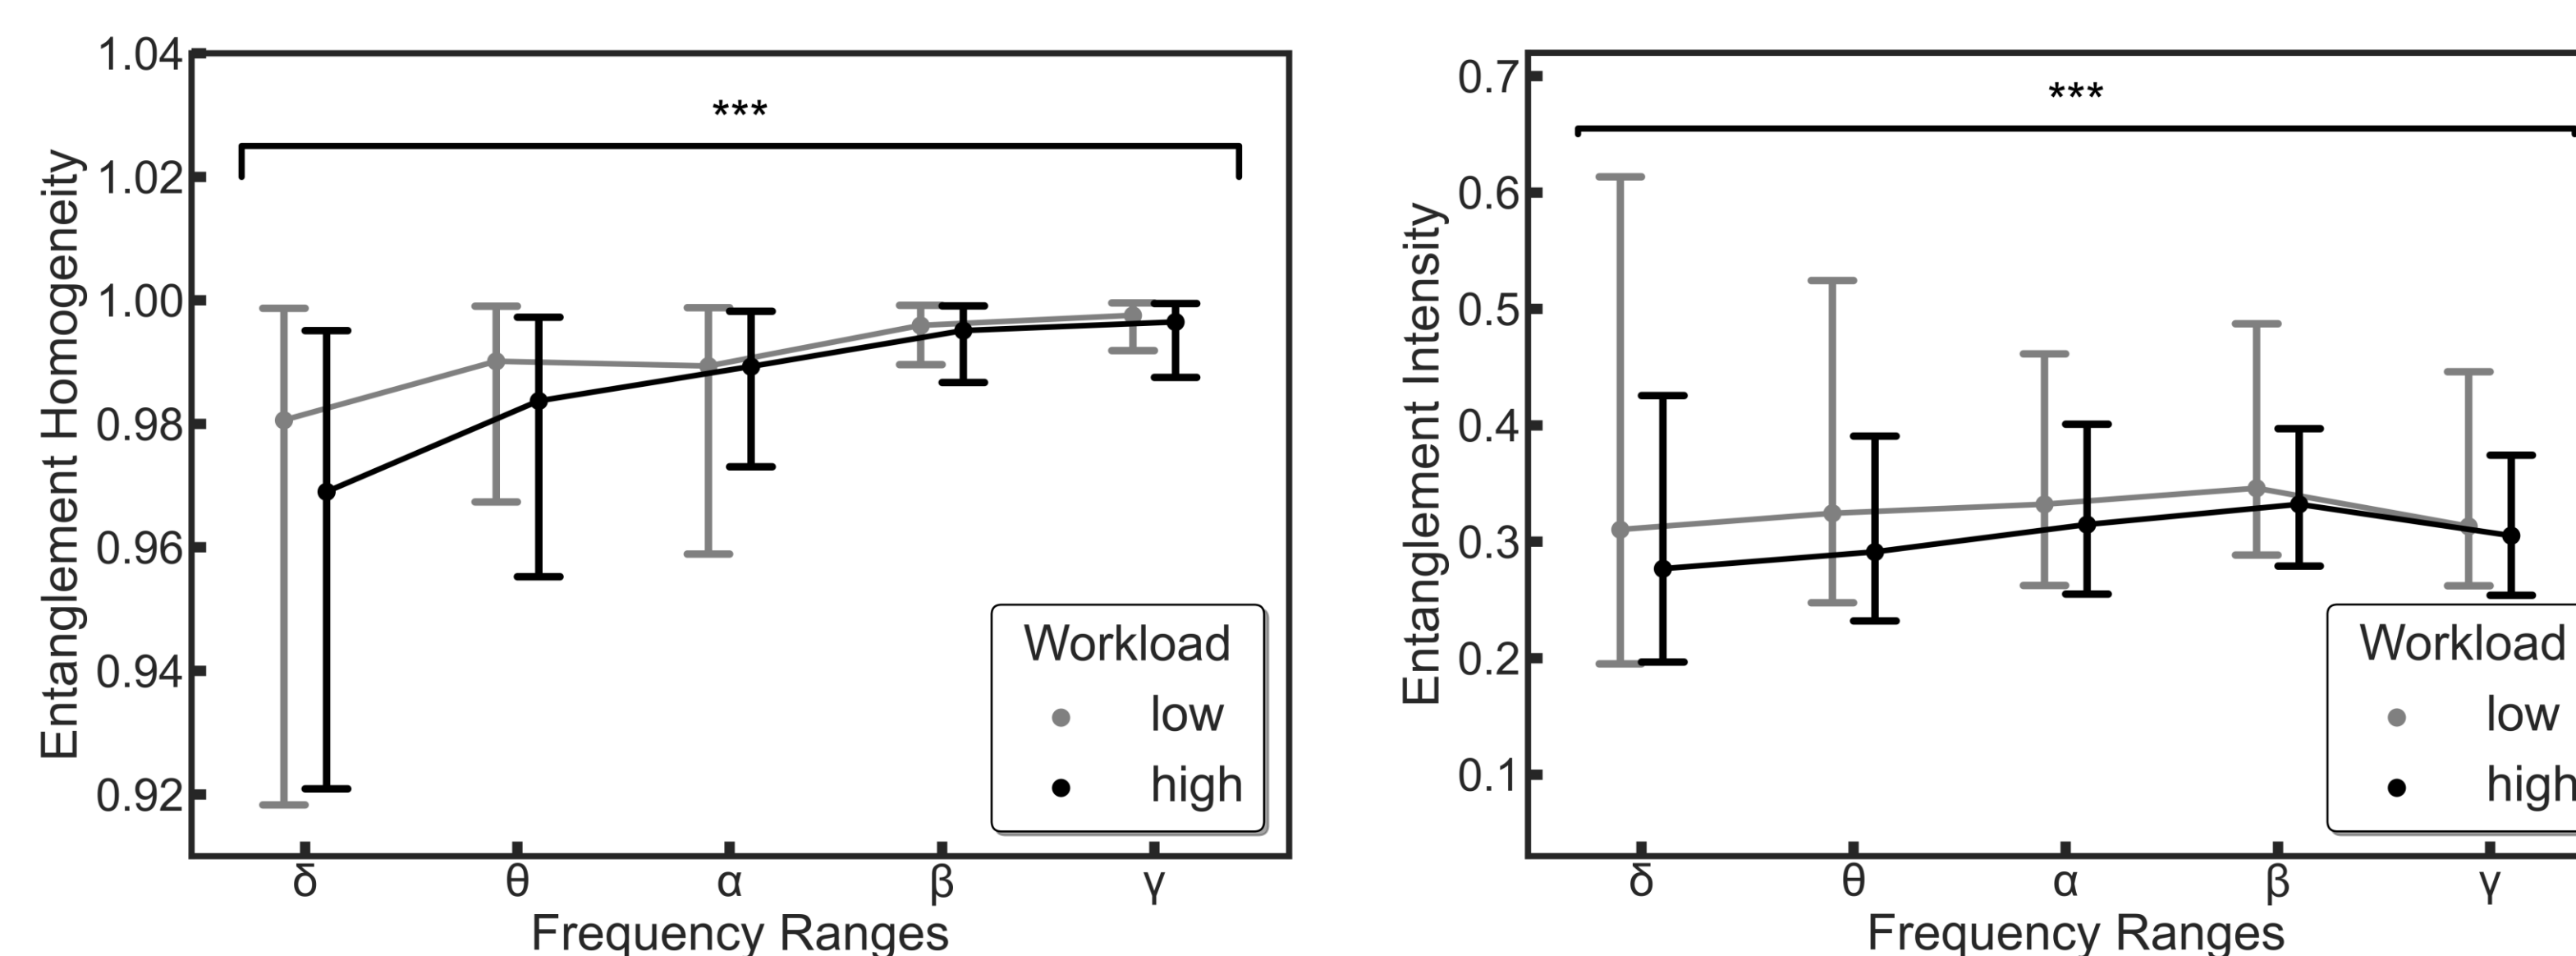 1.04
1.02
1.00
0.98
0.96
0.94
0.92
Entanglement Homogeneity
***
Workload
low
high
δ θ α β γ
Frequency Ranges
0.7
0.6
0.5
0.4
0.3
0.2
0.1
Entanglement Intensity
***
Workload
low
high
δ θ α β γ
Frequency Ranges